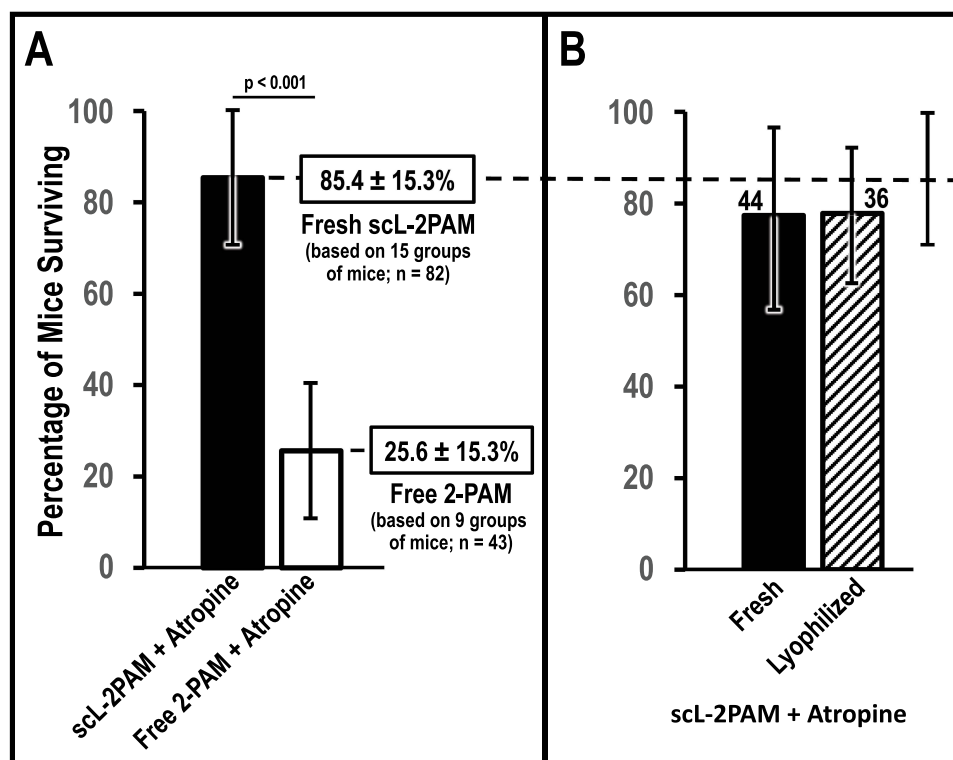 A
p < 0.001
Percentage of Mice Surviving
100
80
60
40
20
0
85.4 ± 15.3%
Fresh scL-2PAM
(based on 15 groups
of mice; n = 82)
25.6 ± 15.3%
Free 2-PAM
(based on 9 groups
of mice; n = 43)
scL-2PAM + Atropine
Free 2-PAM + Atropine
B
100
80
60
40
20
0
44
36
Fresh
Lyophilized
scL-2PAM + Atropine